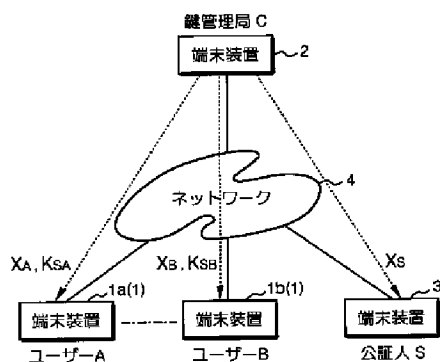 鍵管理局 C
端末装置
2
ネットワーク
4
XA , KSA
XB , KSB
XS
1a(1)
1b(1)
3
端末装置
端末装置
端末装置
ユーザーA
ユーザーB
公証人 S